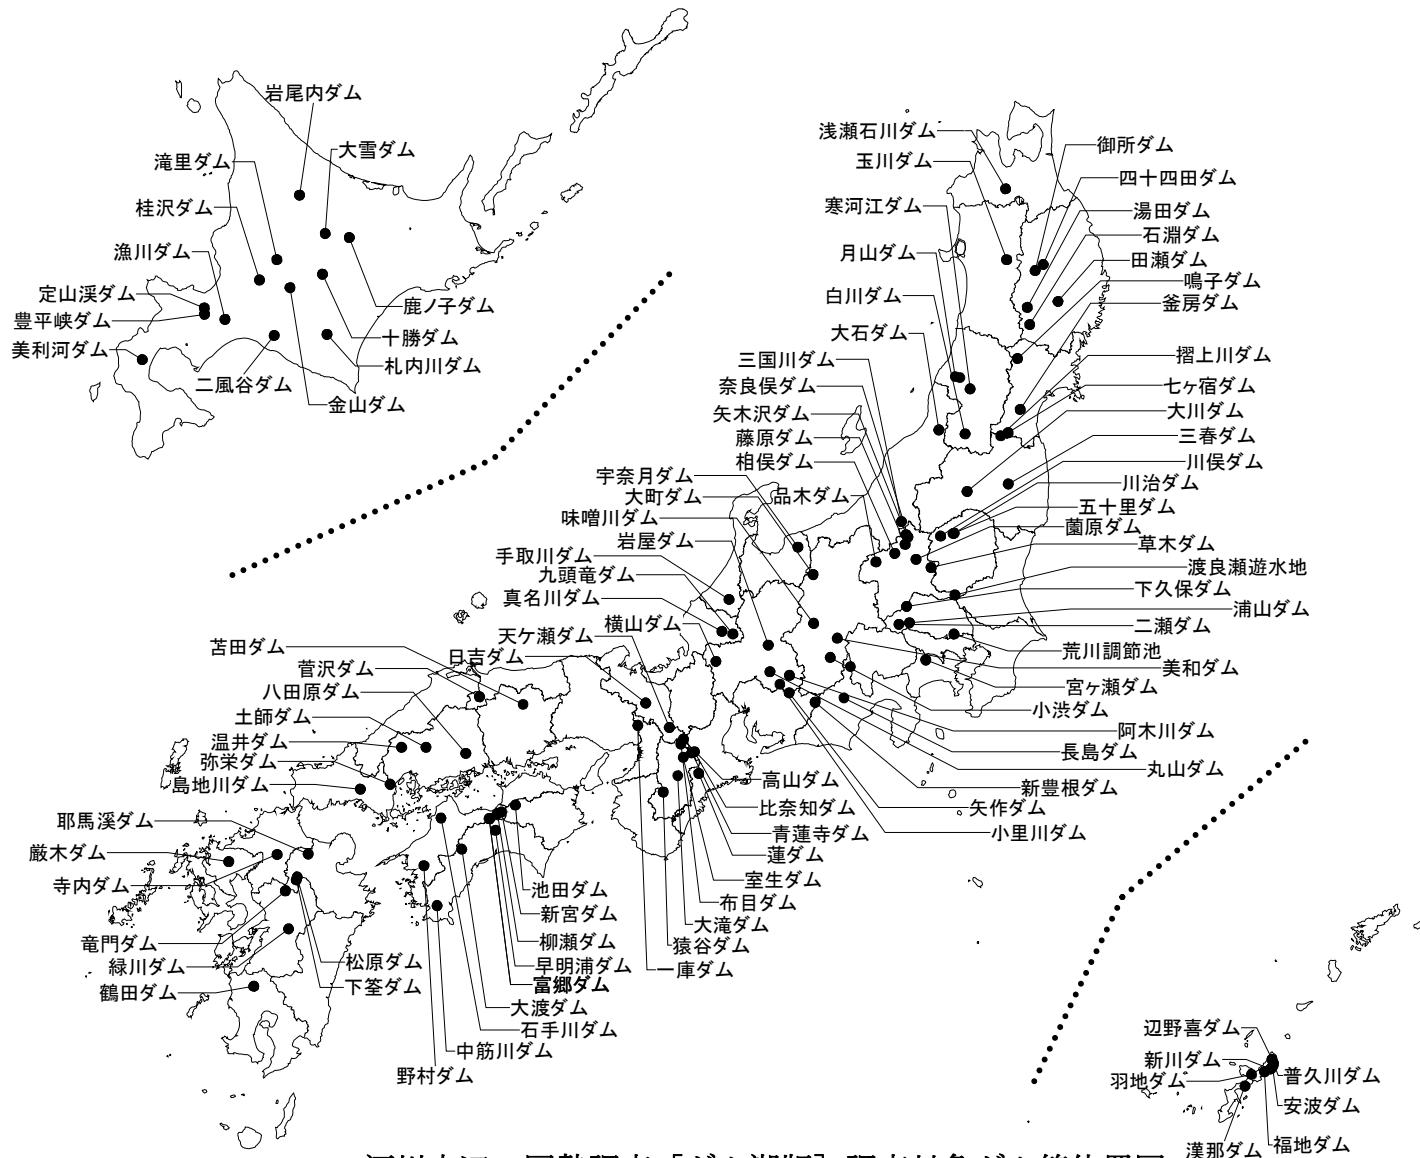 岩尾内ダム
大雪ダム
滝里ダム
桂沢ダム
漁川ダム
定山渓ダム
豊平峡ダム
美利河ダム
鹿ノ子ダム
十勝ダム
札内川ダム
二風谷ダム
金山ダム
浅瀬石川ダム
玉川ダム
寒河江ダム
月山ダム
白川ダム
大石ダム
三国川ダム
奈良俣ダム
矢木沢ダム
藤原ダム
相俣ダム
品木ダム
御所ダム
四十四田ダム
湯田ダム
石淵ダム
田瀬ダム
鳴子ダム
釜房ダム
摺上川ダム
七ヶ宿ダム
大川ダム
三春ダム
川俣ダム
川治ダム
五十里ダム
薗原ダム
草木ダム
渡良瀬遊水地
下久保ダム
浦山ダム
二瀬ダム
荒川調節池
美和ダム
宮ヶ瀬ダム
小渋ダム
阿木川ダム
長島ダム
丸山ダム
新豊根ダム
矢作ダム
小里川ダム
宇奈月ダム
大町ダム
味噌川ダム
岩屋ダム
手取川ダム
九頭竜ダム
真名川ダム
横山ダム
天ケ瀬ダム
日吉ダム
苫田ダム
菅沢ダム
八田原ダム
土師ダム
温井ダム
弥栄ダム
島地川ダム
耶馬溪ダム
厳木ダム
寺内ダム
竜門ダム
緑川ダム
鶴田ダム
松原ダム
下筌ダム
高山ダム
比奈知ダム
青蓮寺ダム
蓮ダム
室生ダム
布目ダム
大滝ダム
猿谷ダム
一庫ダム
池田ダム
新宮ダム
柳瀬ダム
早明浦ダム
富郷ダム
大渡ダム
石手川ダム
中筋川ダム
野村ダム
辺野喜ダム
新川ダム
羽地ダム
普久川ダム
安波ダム
福地ダム
漢那ダム